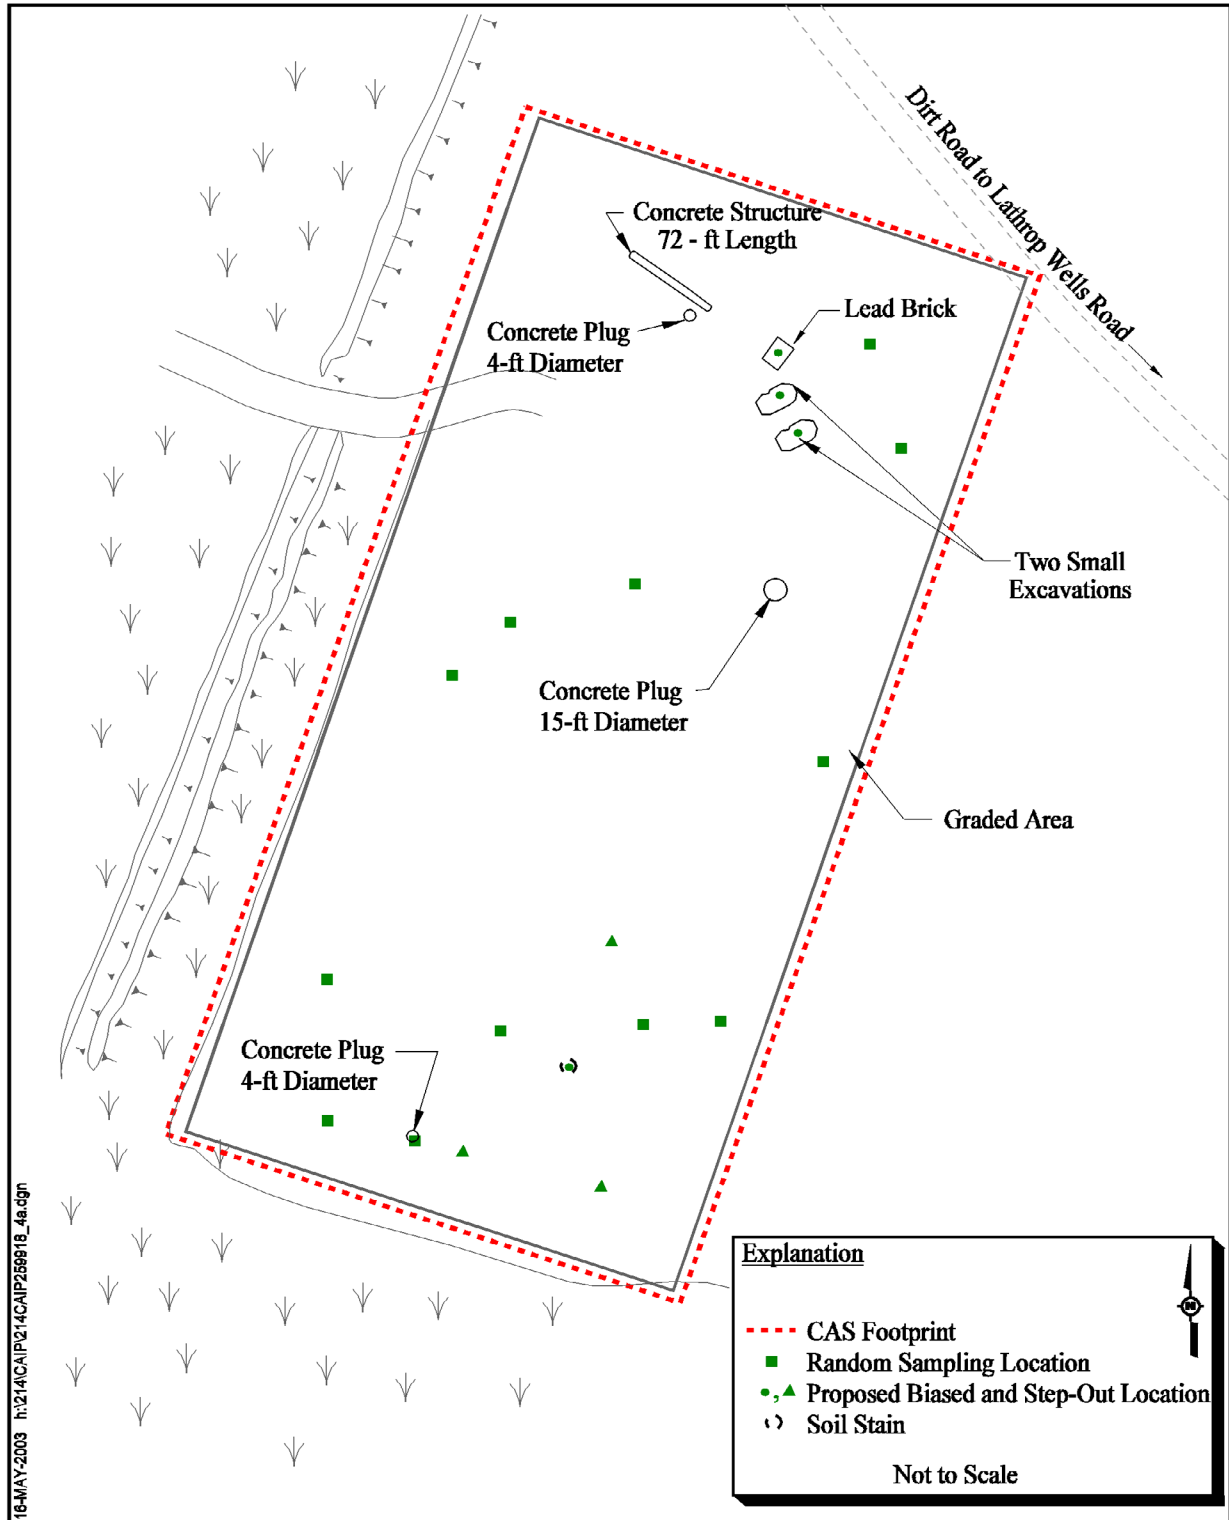 Dirt Road to Lathrop Wells Road
Concrete Structure
72 - ft Length
Lead Brick
Concrete Plug
4-ft Diameter
Two Small
Excavations
Concrete Plug
15-ft Diameter
Graded Area
Concrete Plug
4-ft Diameter
Explanation
N
CAS Footprint
Random Sampling Location
, Proposed Biased and Step-Out Location
Soil Stain
Not to Scale
16-MAY-2003 h:\214\CAIP\214CAIP259918_4a.dgn